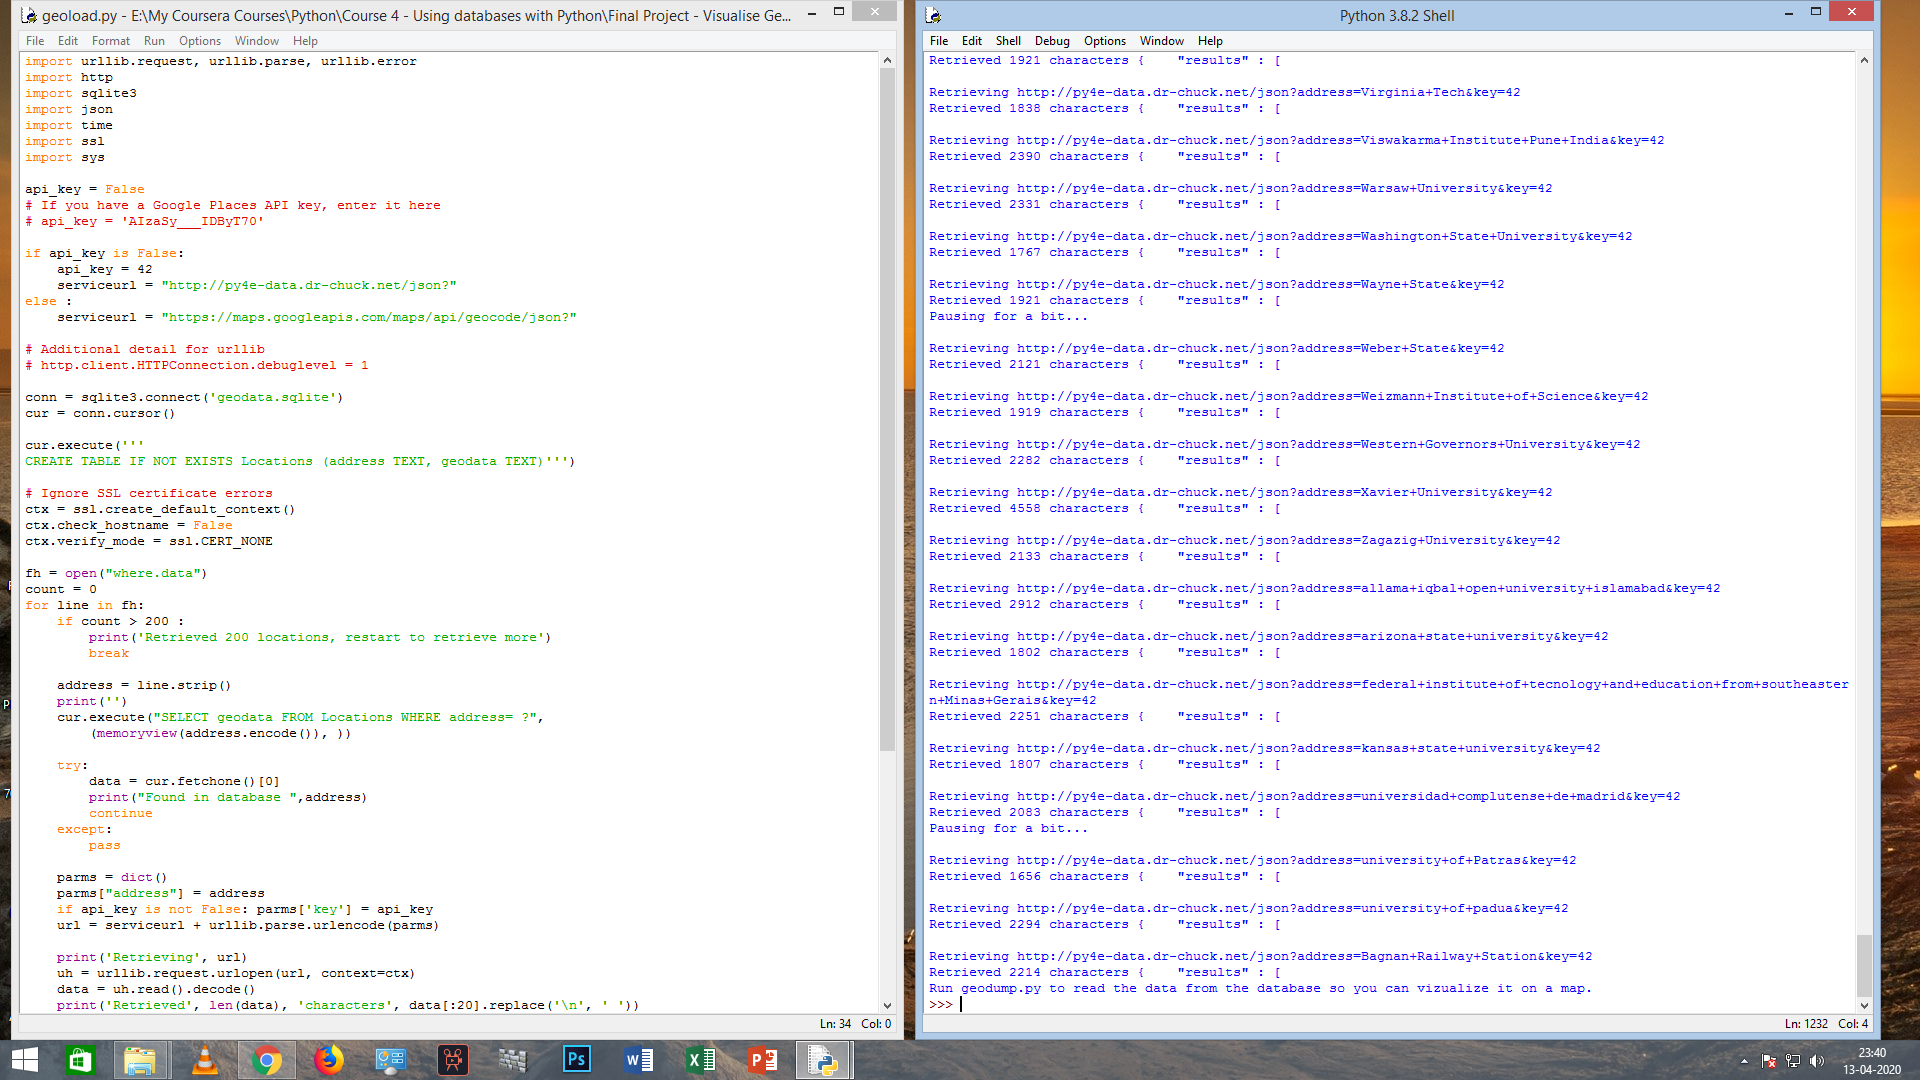 geoload.py - E:\My Coursera Courses\Python\Course 4 - Using databases with Python\Final Project - Visualise Ge...
File Edit Format Run Options Window Help
import urllib.request, urllib.parse, urllib.error
import http
import sqlite3
import json
import time
import ssl
import sys
api_key = False
# If you have a Google Places API key, enter it here
# api_key = 'AIzaSy___IDByT70'
if api_key is False:
    api_key = 42
    serviceurl = "http://py4e-data.dr-chuck.net/json?"
else :
    serviceurl = "https://maps.googleapis.com/maps/api/geocode/json?"
# Additional detail for urllib
# http.client.HTTPConnection.debuglevel = 1
conn = sqlite3.connect('geodata.sqlite')
cur = conn.cursor()
cur.execute('''
CREATE TABLE IF NOT EXISTS Locations (address TEXT, geodata TEXT)''')
# Ignore SSL certificate errors
ctx = ssl.create_default_context()
ctx.check_hostname = False
ctx.verify_mode = ssl.CERT_NONE
fh = open("where.data")
count = 0
for line in fh:
    if count > 200 :
        print('Retrieved 200 locations, restart to retrieve more')
        break
    address = line.strip()
    print('')
    cur.execute("SELECT geodata FROM Locations WHERE address= ?",
        (memoryview(address.encode()), ))
    try:
        data = cur.fetchone()[0]
        print("Found in database ",address)
        continue
    except:
        pass
    parms = dict()
    parms["address"] = address
    if api_key is not False: parms['key'] = api_key
    url = serviceurl + urllib.parse.urlencode(parms)
    print('Retrieving', url)
    uh = urllib.request.urlopen(url, context=ctx)
    data = uh.read().decode()
    print('Retrieved', len(data), 'characters', data[:20].replace('\n', ' '))
Ln: 34 Col: 0
Python 3.8.2 Shell
File Edit Shell Debug Options Window Help
Retrieved 1921 characters {    "results" : [
Retrieving http://py4e-data.dr-chuck.net/json?address=Virginia+Tech&key=42
Retrieved 1838 characters {    "results" : [
Retrieving http://py4e-data.dr-chuck.net/json?address=Viswakarma+Institute+Pune+India&key=42
Retrieved 2390 characters {    "results" : [
Retrieving http://py4e-data.dr-chuck.net/json?address=Warsaw+University&key=42
Retrieved 2331 characters {    "results" : [
Retrieving http://py4e-data.dr-chuck.net/json?address=Washington+State+University&key=42
Retrieved 1767 characters {    "results" : [
Retrieving http://py4e-data.dr-chuck.net/json?address=Wayne+State&key=42
Retrieved 1921 characters {    "results" : [
Pausing for a bit...
Retrieving http://py4e-data.dr-chuck.net/json?address=Weber+State&key=42
Retrieved 2121 characters {    "results" : [
Retrieving http://py4e-data.dr-chuck.net/json?address=Weizmann+Institute+of+Science&key=42
Retrieved 1919 characters {    "results" : [
Retrieving http://py4e-data.dr-chuck.net/json?address=Western+Governors+University&key=42
Retrieved 2282 characters {    "results" : [
Retrieving http://py4e-data.dr-chuck.net/json?address=Xavier+University&key=42
Retrieved 4558 characters {    "results" : [
Retrieving http://py4e-data.dr-chuck.net/json?address=Zagazig+University&key=42
Retrieved 2133 characters {    "results" : [
Retrieving http://py4e-data.dr-chuck.net/json?address=allama+iqbal+open+university+islamabad&key=42
Retrieved 2912 characters {    "results" : [
Retrieving http://py4e-data.dr-chuck.net/json?address=arizona+state+university&key=42
Retrieved 1802 characters {    "results" : [
Retrieving http://py4e-data.dr-chuck.net/json?address=federal+institute+of+tecnology+and+education+from+southeaster
n+Minas+Gerais&key=42
Retrieved 2251 characters {    "results" : [
Retrieving http://py4e-data.dr-chuck.net/json?address=kansas+state+university&key=42
Retrieved 1807 characters {    "results" : [
Retrieving http://py4e-data.dr-chuck.net/json?address=universidad+complutense+de+madrid&key=42
Retrieved 2083 characters {    "results" : [
Pausing for a bit...
Retrieving http://py4e-data.dr-chuck.net/json?address=university+of+Patras&key=42
Retrieved 1656 characters {    "results" : [
Retrieving http://py4e-data.dr-chuck.net/json?address=university+of+padua&key=42
Retrieved 2294 characters {    "results" : [
Retrieving http://py4e-data.dr-chuck.net/json?address=Bagnan+Railway+Station&key=42
Retrieved 2214 characters {    "results" : [
Run geodump.py to read the data from the database so you can vizualize it on a map.
>>>
Ln: 1232 Col: 4
Ps
23:40
13-04-2020